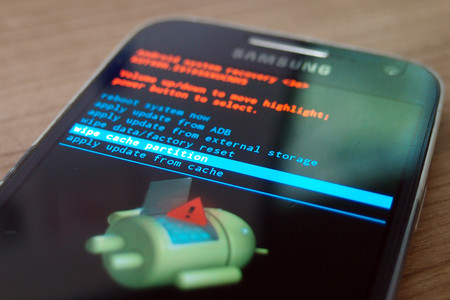 SAMSUNG
Android system recovery <3e>
Volume up/down to move highlight;
power button to select.
reboot system now
apply update from ADB
apply update from external storage
wipe data/factory reset
wipe cache partition
apply update from cache